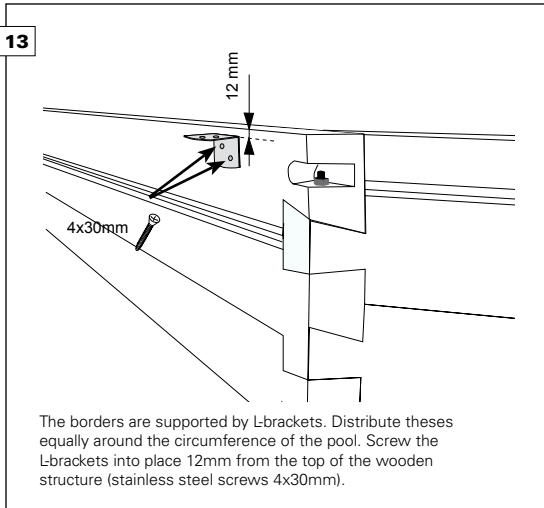 13
12 mm
4x30mm
The borders are supported by L-brackets. Distribute theses
equally around the circumference of the pool. Screw the
L-brackets into place 12mm from the top of the wooden
structure (stainless steel screws 4x30mm).